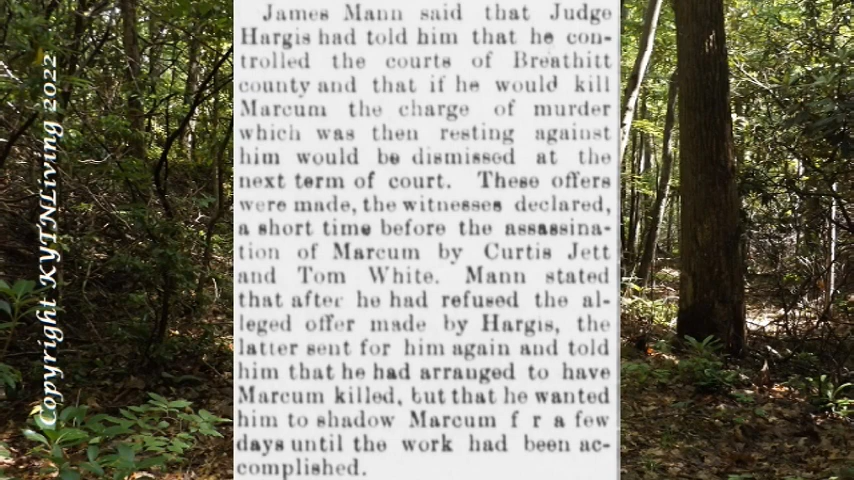 James Mann said that Judge
Hargis had told him that he con-
trolled the courts of Breathitt
county and that if he would kill
Marcum the charge of murder
which was then resting against
him would be dismissed at the
next term of court. These offers
were made, the witnesses declared,
a short time before the assassina-
tion of Marcum by Curtis Jett
and Tom White. Mann stated
that after he had refused the al-
leged offer made by Hargis, the
latter sent for him again and told
him that he had arranged to have
Marcum killed, but that he wanted
him to shadow Marcum f r a few
days until the work had been ac-
complished.
Copyright KYTNLiving 2022